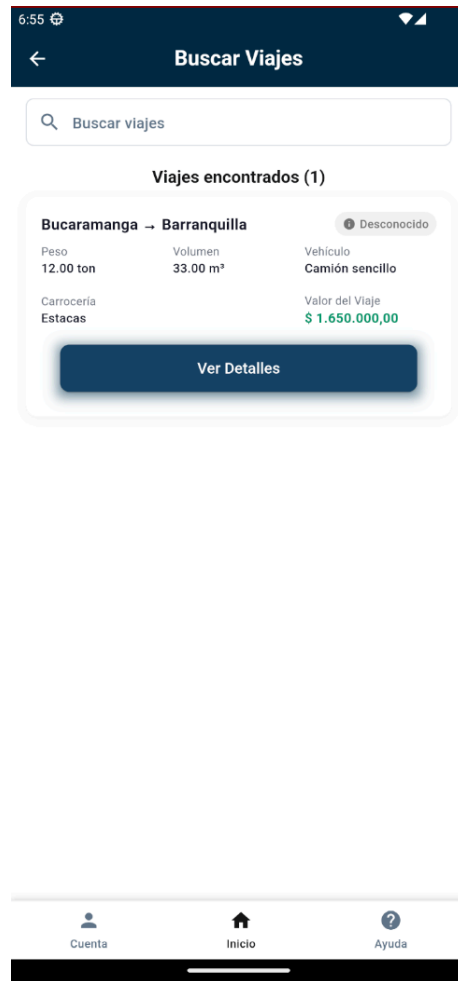 6:55
Buscar Viajes
Buscar viajes
Viajes encontrados (1)
Bucaramanga → Barranquilla Desconocido
Peso Volumen Vehículo
12.00 ton 33.00 m³ Camión sencillo
Carrocería Valor del Viaje
Estacas $ 1.650.000,00
Ver Detalles
Cuenta Inicio Ayuda